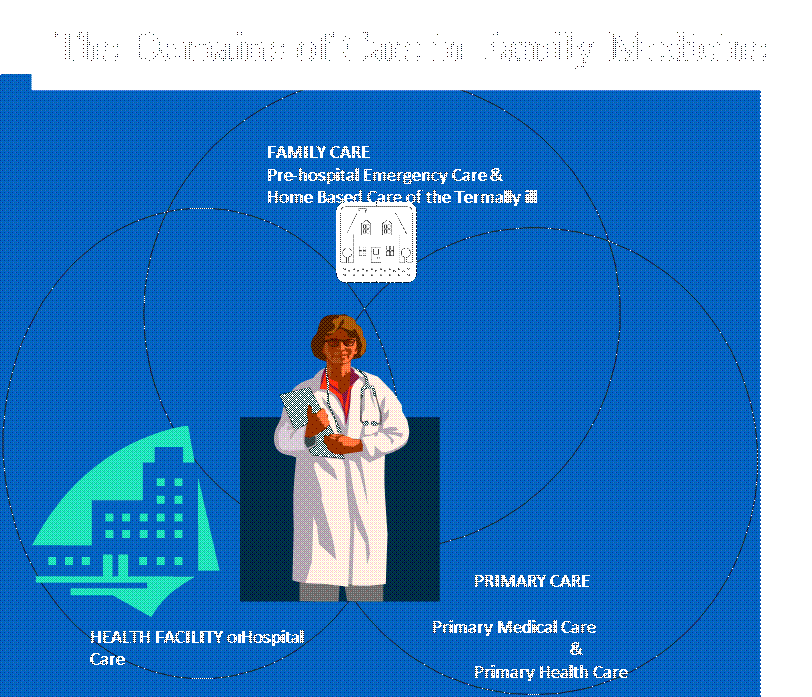 The Domains of Care in Family Medicine
FAMILY CARE
Pre-hospital Emergency Care &
Home Based Care of the Termally ill
PRIMARY CARE
Primary Medical Care
&
Primary Health Care
HEALTH FACILITY orHospital
Care